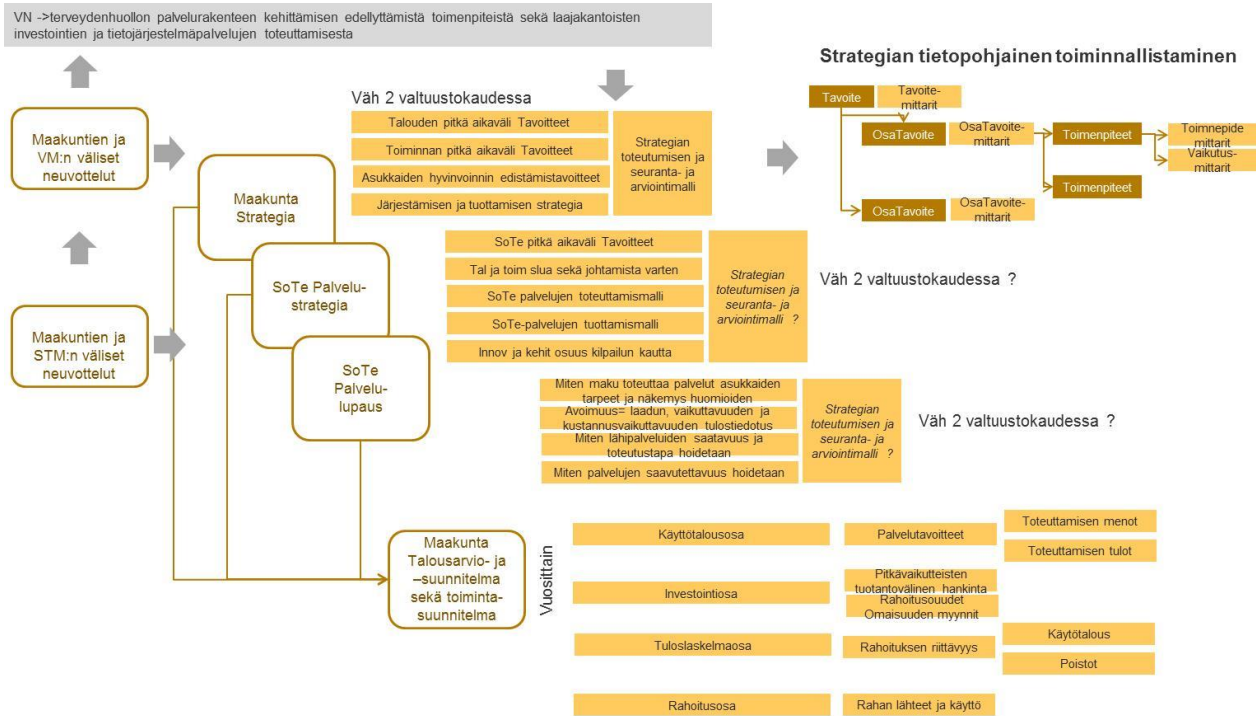 VN ->terveydenhuollon palvelurakenteen kehittämisen edellyttämistä toimenpiteistä sekä laajakantoisten
investointien ja tietojärjestelmäpalvelujen toteuttamisesta
Strategian tietopohjainen toiminnallistaminen
Tavoite
Tavoite-
mittarit
OsaTavoite
OsaTavoite-
mittarit
Toimenpiteet
Toimnepide
mittarit
Vaikutus-
mittarit
Toimenpiteet
OsaTavoite
OsaTavoite-
mittarit
Maakuntien ja
VM:n väliset
neuvottelut
Maakuntien ja
STM:n väliset
neuvottelut
Maakunta
Strategia
SoTe Palvelu-
strategia
SoTe
Palvelu-
lupaus
Väh 2 valtuustokaudessa
Talouden pitkä aikaväli Tavoitteet
Toiminnan pitkä aikaväli Tavoitteet
Asukkaiden hyvinvoinnin edistämistavoitteet
Järjestämisen ja tuottamisen strategia
Strategian
toteutumisen ja
seuranta- ja
arviointimalli
SoTe pitkä aikaväli Tavoitteet
Tal ja toim slua sekä johtamista varten
SoTe palvelujen toteuttamismalli
SoTe-palvelujen tuottamismalli
Innov ja kehit osuus kilpailun kautta
Strategian
toteutumisen ja
seuranta- ja
arviointimalli ?
Väh 2 valtuustokaudessa ?
Miten maku toteuttaa palvelut asukkaiden
tarpeet ja näkemys huomioiden
Avoimuus= laadun, vaikuttavuuden ja
kustannusvaikuttavuuden tulostiedotus
Miten lähipalveluiden saatavuus ja
toteutustapa hoidetaan
Miten palvelujen saavutettavuus hoidetaan
Strategian
toteutumisen ja
seuranta- ja
arviointimalli ?
Väh 2 valtuustokaudessa ?
Maakunta
Talousarvio- ja
–suunnitelma
sekä toiminta-
suunnitelma
Vuosittain
Käyttötalousosa
Palvelutavoitteet
Toteuttamisen menot
Toteuttamisen tulot
Investointiosa
Pitkävaikutteisten
tuotantovälinen hankinta
Rahoitusouudet
Omaisuuden myynnit
Tuloslaskelmaosa
Rahoituksen riittävyys
Käytötalous
Poistot
Rahoitusosa
Rahan lähteet ja käyttö